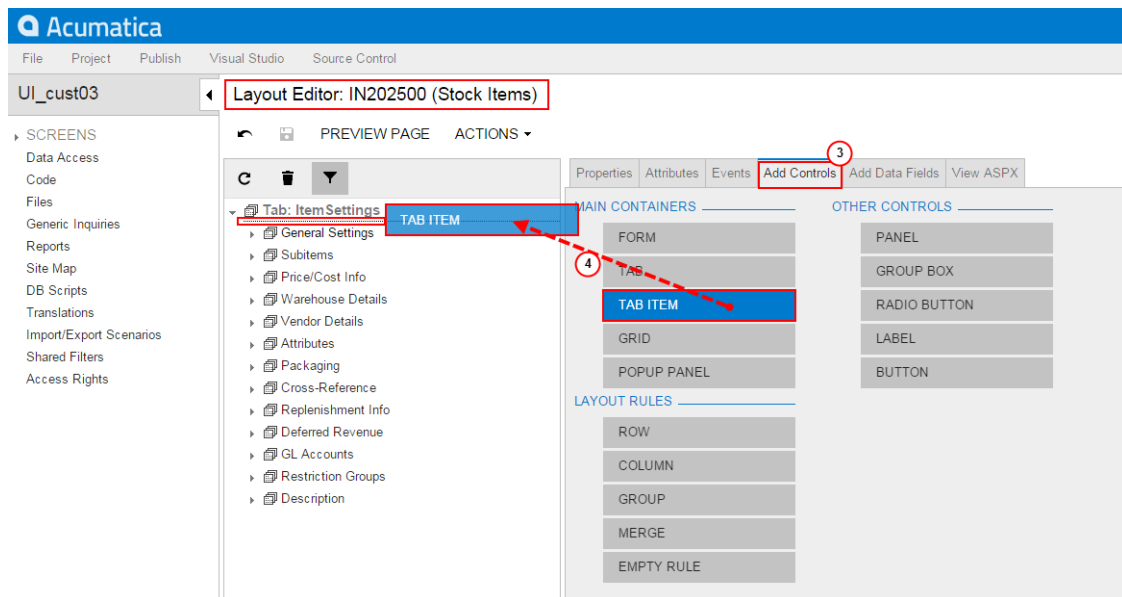 Acumatica
File Project Publish Visual Studio Source Control
UI_cust03
Layout Editor: IN202500 (Stock Items)
SCREENS
Data Access
Code
Files
Generic Inquiries
Reports
Site Map
DB Scripts
Translations
Import/Export Scenarios
Shared Filters
Access Rights
PREVIEW PAGE ACTIONS
Tab: ItemSettings
TAB ITEM
General Settings
Subitems
Price/Cost Info
Warehouse Details
Vendor Details
Attributes
Packaging
Cross-Reference
Replenishment Info
Deferred Revenue
GL Accounts
Restriction Groups
Description
3
Properties Attributes Events Add Controls Add Data Fields View ASPX
MAIN CONTAINERS
FORM
4
TAB
TAB ITEM
GRID
POPUP PANEL
LAYOUT RULES
ROW
COLUMN
GROUP
MERGE
EMPTY RULE
OTHER CONTROLS
PANEL
GROUP BOX
RADIO BUTTON
LABEL
BUTTON